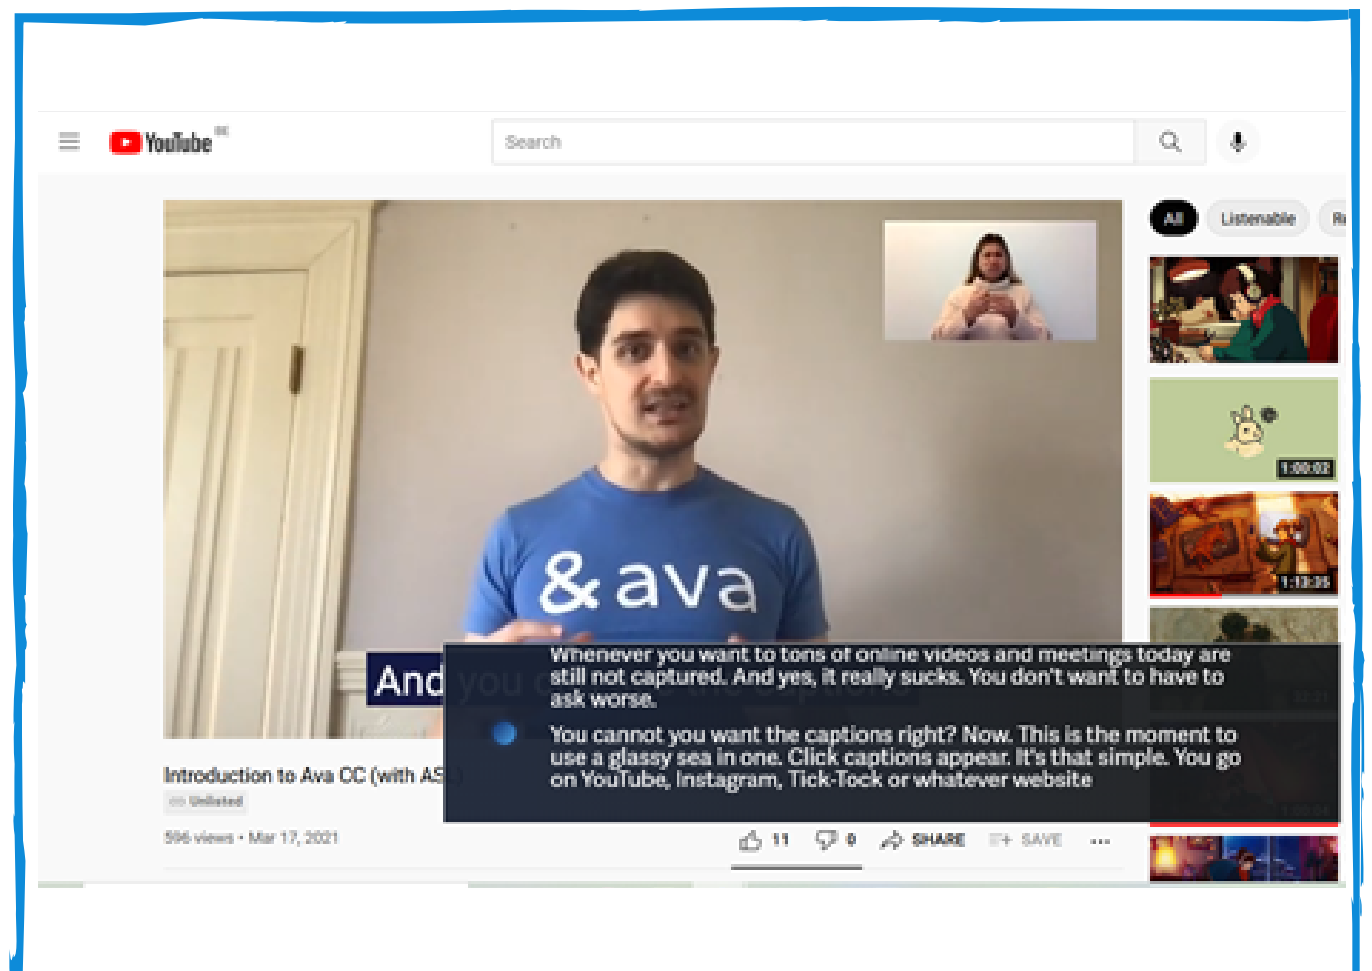 YouTube BE
Search
All
Listenable
& ava
And you
1:00:02
1:13:35
Whenever you want to tons of online videos and meetings today are
still not captured. And yes, it really sucks. You don't want to have to
ask worse.
You cannot you want the captions right? Now. This is the moment to
use a glassy sea in one. Click captions appear. It's that simple. You go
on YouTube, Instagram, Tick-Tock or whatever website
Introduction to Ava CC (with AS
Unlisted
596 views • Mar 17, 2021
11
0
SHARE
SAVE